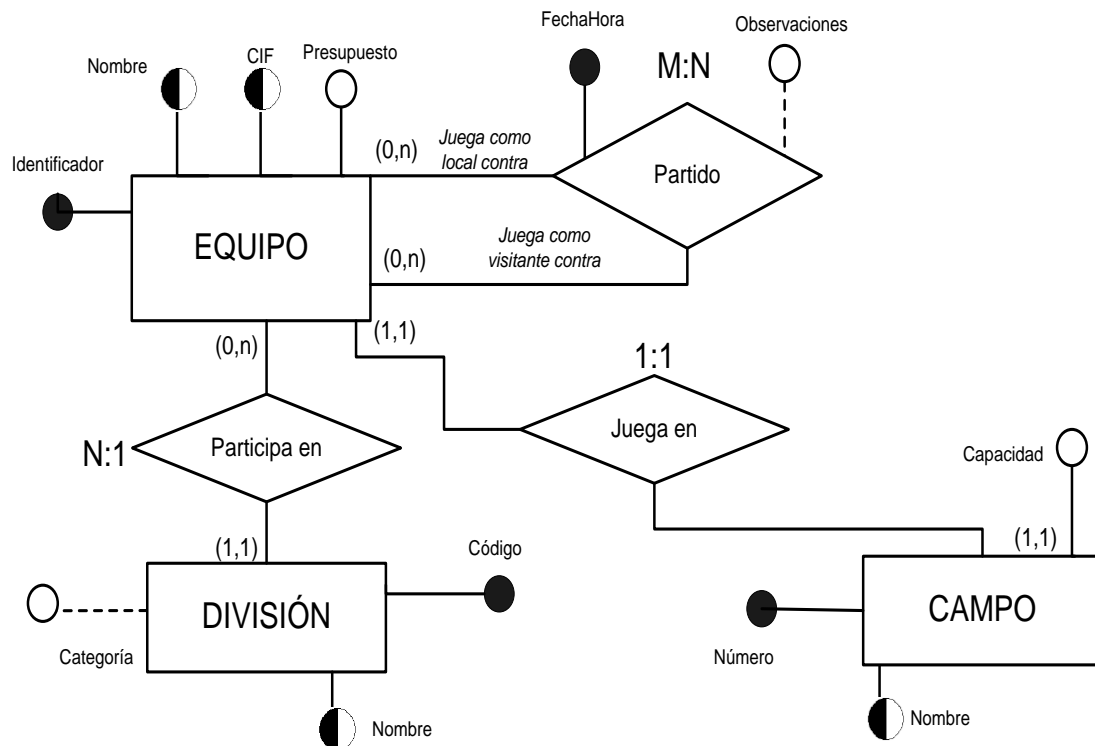 FechaHora
Observaciones
Nombre
CIF
Presupuesto
M:N
Identificador
(0,n)
Juega como
local contra
Partido
EQUIPO
(0,n)
Juega como
visitante contra
(0,n)
(1,1)
1:1
N:1
Participa en
Juega en
Capacidad
(1,1)
Código
(1,1)
DIVISIÓN
CAMPO
Categoría
Número
Nombre
Nombre